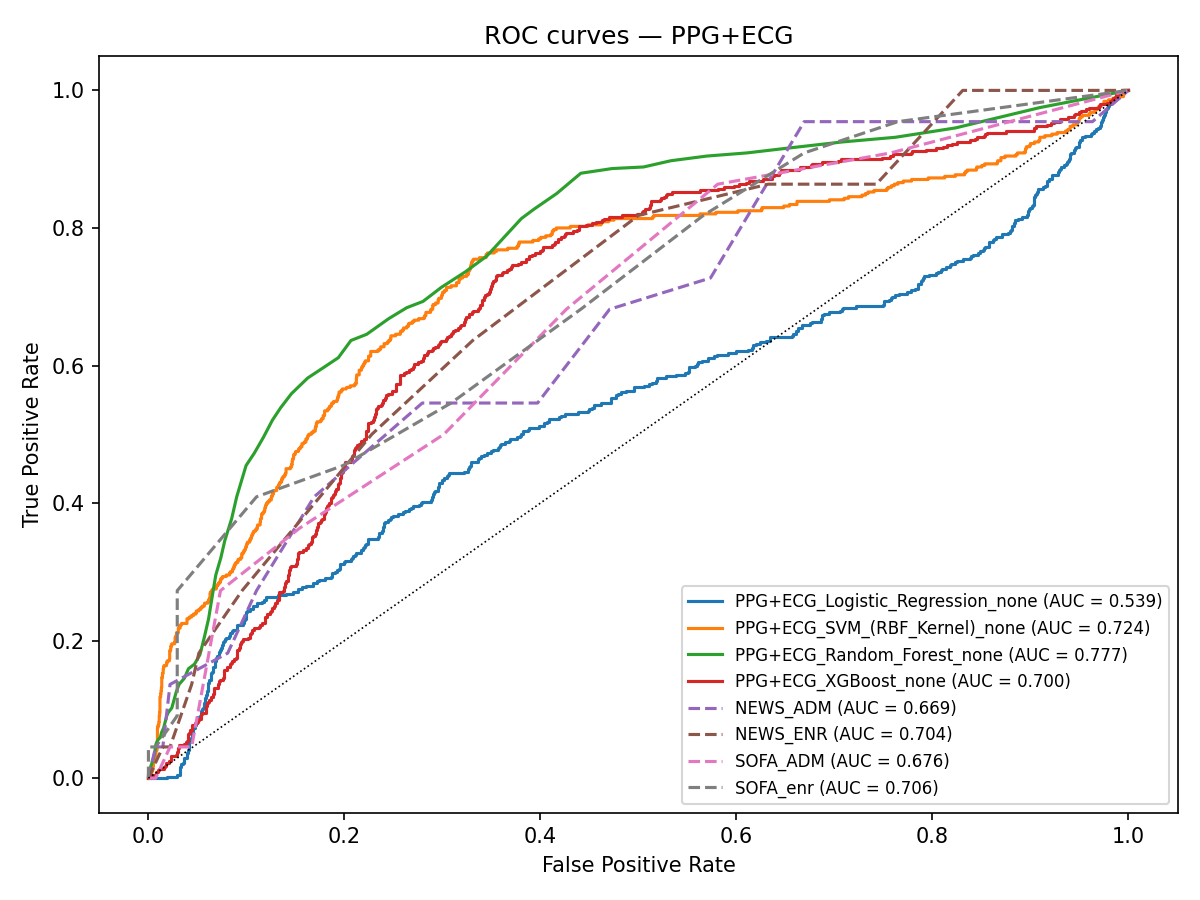 ROC curves — PPG+ECG
True Positive Rate
1.0
0.8
0.6
0.4
0.2
0.0
0.0 0.2 0.4 0.6 0.8 1.0
False Positive Rate
PPG+ECG_Logistic_Regression_none (AUC = 0.539)
PPG+ECG_SVM_(RBF_Kernel)_none (AUC = 0.724)
PPG+ECG_Random_Forest_none (AUC = 0.777)
PPG+ECG_XGBoost_none (AUC = 0.700)
NEWS_ADM (AUC = 0.669)
NEWS_ENR (AUC = 0.704)
SOFA_ADM (AUC = 0.676)
SOFA_enr (AUC = 0.706)